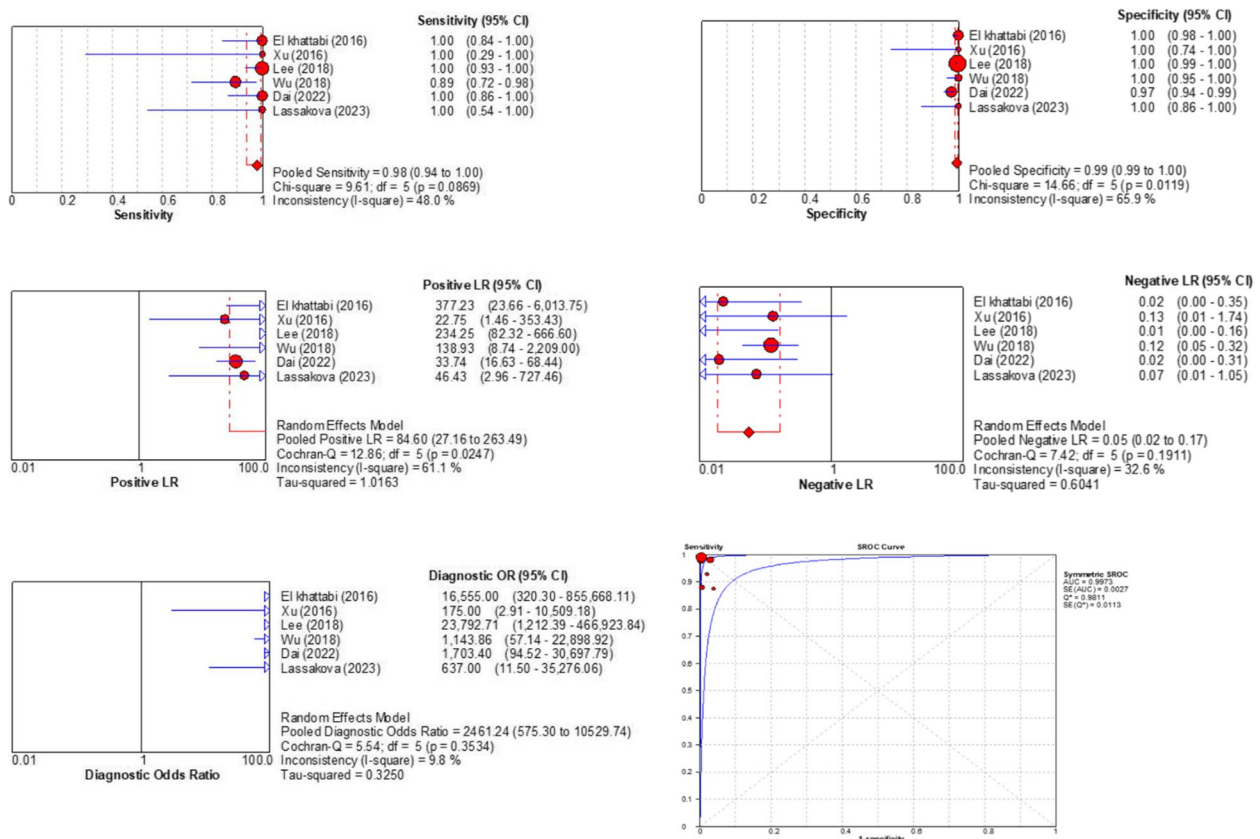 Sensitivity (95% CI)
El khattabi (2016) 1.00 (0.84 - 1.00)
Xu (2016) 1.00 (0.29 - 1.00)
Lee (2018) 1.00 (0.93 - 1.00)
Wu (2018) 0.89 (0.72 - 0.98)
Dai (2022) 1.00 (0.86 - 1.00)
Lassakova (2023) 1.00 (0.54 - 1.00)
Pooled Sensitivity = 0.98 (0.94 to 1.00)
Chi-square = 9.61; df = 5 (p = 0.0869)
Inconsistency (I-square) = 48.0 %
0 0.2 0.4 0.6 0.8 1
Sensitivity
Specificity (95% CI)
El khattabi (2016) 1.00 (0.98 - 1.00)
Xu (2016) 1.00 (0.74 - 1.00)
Lee (2018) 1.00 (0.99 - 1.00)
Wu (2018) 1.00 (0.95 - 1.00)
Dai (2022) 0.97 (0.94 - 0.99)
Lassakova (2023) 1.00 (0.86 - 1.00)
Pooled Specificity = 0.99 (0.99 to 1.00)
Chi-square = 14.66; df = 5 (p = 0.0119)
Inconsistency (I-square) = 65.9 %
0 0.2 0.4 0.6 0.8 1
Specificity
Positive LR (95% CI)
El khattabi (2016) 377.23 (23.66 - 6,013.75)
Xu (2016) 22.75 (1.46 - 353.43)
Lee (2018) 234.25 (82.32 - 666.60)
Wu (2018) 138.93 (8.74 - 2,209.00)
Dai (2022) 33.74 (16.63 - 68.44)
Lassakova (2023) 46.43 (2.96 - 727.46)
Random Effects Model
Pooled Positive LR = 84.60 (27.16 to 263.49)
Cochran-Q = 12.86; df = 5 (p = 0.0247)
Inconsistency (I-square) = 61.1 %
Tau-squared = 1.0163
0.01 1 100.0
Positive LR
Negative LR (95% CI)
El khattabi (2016) 0.02 (0.00 - 0.35)
Xu (2016) 0.13 (0.01 - 1.74)
Lee (2018) 0.01 (0.00 - 0.16)
Wu (2018) 0.12 (0.05 - 0.32)
Dai (2022) 0.02 (0.00 - 0.31)
Lassakova (2023) 0.07 (0.01 - 1.05)
Random Effects Model
Pooled Negative LR = 0.05 (0.02 to 0.17)
Cochran-Q = 7.42; df = 5 (p = 0.1911)
Inconsistency (I-square) = 32.6 %
Tau-squared = 0.6041
0.01 1 100.0
Negative LR
Diagnostic OR (95% CI)
El khattabi (2016) 16,555.00 (320.30 - 855,668.11)
Xu (2016) 175.00 (2.91 - 10,509.18)
Lee (2018) 23,792.71 (1,212.39 - 466,923.84)
Wu (2018) 1,143.86 (57.14 - 22,898.92)
Dai (2022) 1,703.40 (94.52 - 30,697.79)
Lassakova (2023) 637.00 (11.50 - 35,276.06)
Random Effects Model
Pooled Diagnostic Odds Ratio = 2461.24 (575.30 to 10529.74)
Cochran-Q = 5.54; df = 5 (p = 0.3534)
Inconsistency (I-square) = 9.8 %
Tau-squared = 0.3250
0.01 1 100.0
Diagnostic Odds Ratio
Sensitivity SROC Curve
1
0.9
0.8
0.7
0.6
0.5
0.4
0.3
0.2
0.1
0
0 0.2 0.4 0.6 0.8 1
1-specificity
Symmetric SROC
AUC = 0.9973
SE(AUC) = 0.0027
Q* = 0.9811
SE(Q*) = 0.0113